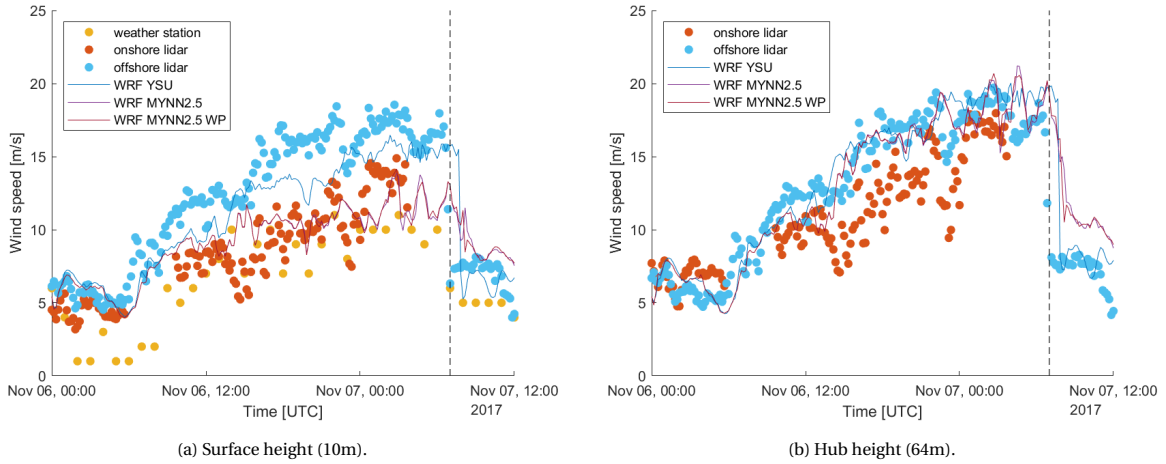 25
20
15
10
5
0
Wind speed [m/s]
weather station
onshore lidar
offshore lidar
WRF YSU
WRF MYNN2.5
WRF MYNN2.5 WP
Nov 06, 00:00
Nov 06, 12:00
Nov 07, 00:00
Nov 07, 12:00
2017
Time [UTC]
(a) Surface height (10m).
25
20
15
10
5
0
Wind speed [m/s]
onshore lidar
offshore lidar
WRF YSU
WRF MYNN2.5
WRF MYNN2.5 WP
Nov 06, 00:00
Nov 06, 12:00
Nov 07, 00:00
Nov 07, 12:00
2017
Time [UTC]
(b) Hub height (64m).